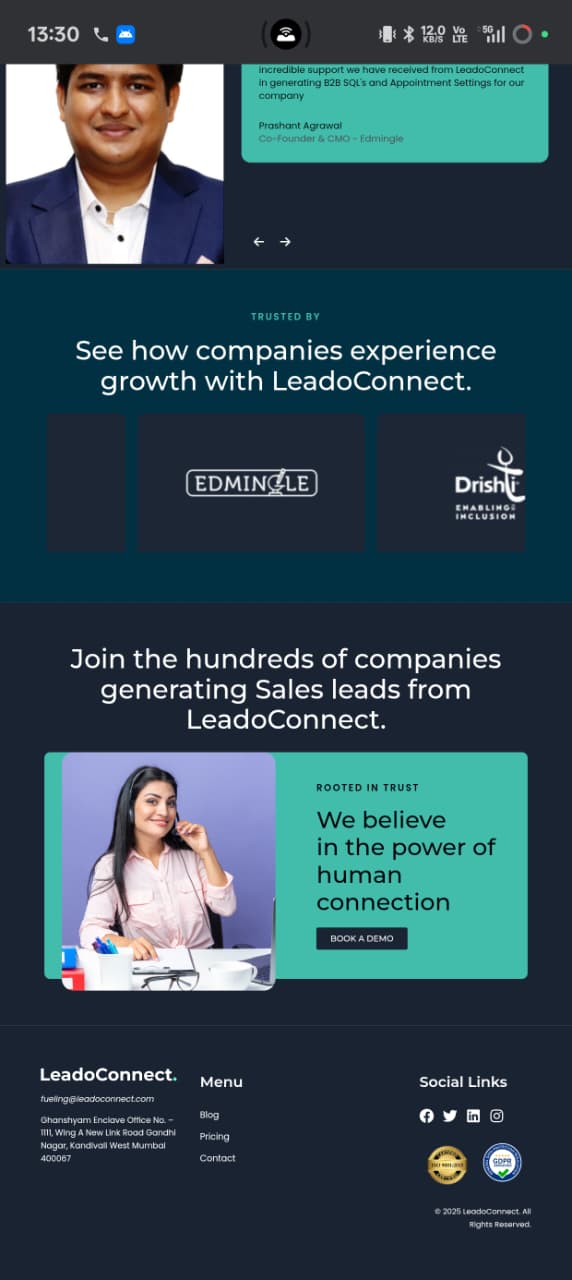 13:30
12.0 KB/S
Vo LTE
5G
incredible support we have received from LeadoConnect
in generating B2B SQL's and Appointment Settings for our
company
Prashant Agrawal
Co-Founder & CMO - Edmingle
TRUSTED BY
See how companies experience
growth with LeadoConnect.
EDMINGLE
Drishti
ENABLING
INCLUSION
Join the hundreds of companies
generating Sales leads from
LeadoConnect.
ROOTED IN TRUST
We believe
in the power of
human
connection
BOOK A DEMO
LeadoConnect.
fueling@leadoconnect.com
Ghanshyam Enclave Office No. –
1111, Wing A New Link Road Gandhi
Nagar, Kandivali West Mumbai
400067
Menu
Blog
Pricing
Contact
Social Links
GDPR
© 2025 LeadoConnect. All
Rights Reserved.